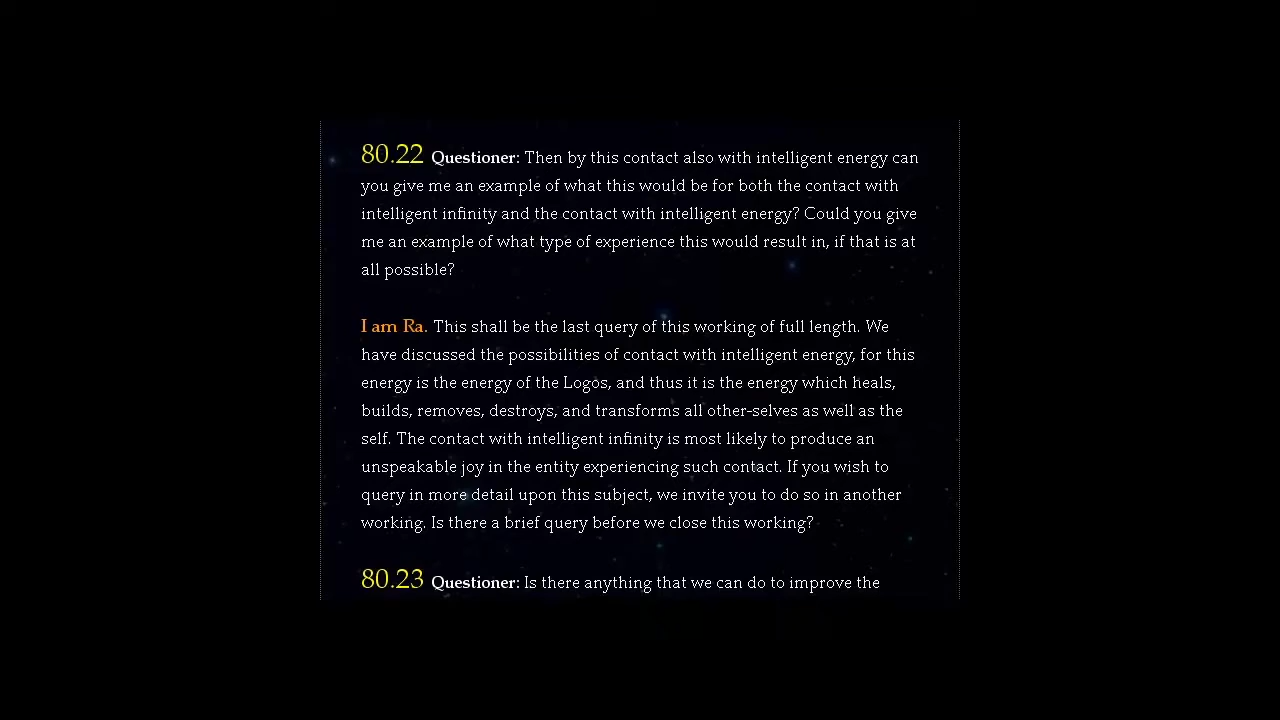 80.22 Questioner: Then by this contact also with intelligent energy can
you give me an example of what this would be for both the contact with
intelligent infinity and the contact with intelligent energy? Could you give
me an example of what type of experience this would result in, if that is at
all possible?
I am Ra. This shall be the last query of this working of full length. We
have discussed the possibilities of contact with intelligent energy, for this
energy is the energy of the Logos, and thus it is the energy which heals,
builds, removes, destroys, and transforms all other-selves as well as the
self. The contact with intelligent infinity is most likely to produce an
unspeakable joy in the entity experiencing such contact. If you wish to
query in more detail upon this subject, we invite you to do so in another
working. Is there a brief query before we close this working?
80.23 Questioner: Is there anything that we can do to improve the